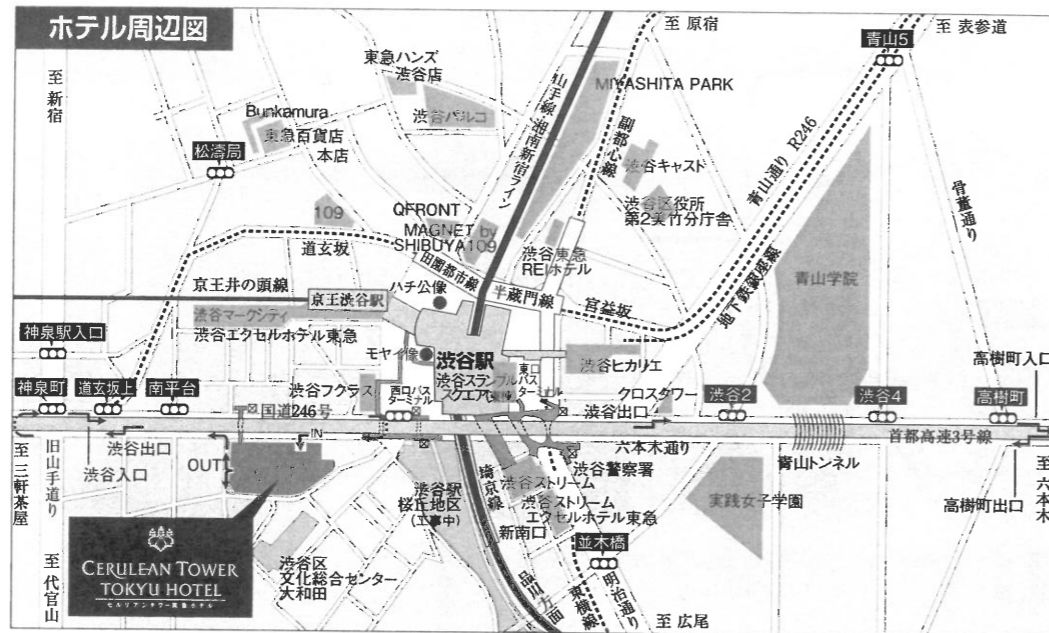 ホテル周辺図
至 新宿
至 原宿
至 表参道
青山5
東急ハンズ
渋谷店
MIYASHITA PARK
Bunkamura
東急百貨店
本店
渋谷パルコ
山手線・湘南新宿ライン
副都心線
青山通り R246
松濤局
渋谷キャスト
渋谷区役所
第2美竹分庁舎
骨董通り
109
QFRONT
MAGNET by
SHIBUYA109
道玄坂
田園都市線
渋谷東急
REIホテル
地下鉄銀座線
青山学院
京王井の頭線
京王渋谷駅
ハチ公像
半蔵門線
宮益坂
渋谷マークシティ
渋谷エクセルホテル東急
神泉駅入口
モヤイ像
渋谷駅
渋谷ヒカリエ
高樹町入口
神泉町
道玄坂上
南平台
渋谷フクラス
西口バス
ターミナル
渋谷スクランブル
スクエア(東棟)
東口
バス
ターミナル
クロスタワー
渋谷2
渋谷4
高樹町
国道246号
渋谷出口
IN
六本木通り
首都高速3号線
至 三軒茶屋
旧山手通り
渋谷出口
渋谷入口
OUT
渋谷警察署
青山トンネル
至 六本木
渋谷駅
桜丘地区
(工事中)
埼京線
渋谷ストリーム
渋谷ストリーム
エクセルホテル東急
新南口
実践女子学園
高樹町出口
並木橋
CERULEAN TOWER
TOKYU HOTEL
セルリアンタワー東急ホテル
至 代官山
渋谷区
文化総合センター
大和田
品川方面
東横線
明治通り
至 広尾